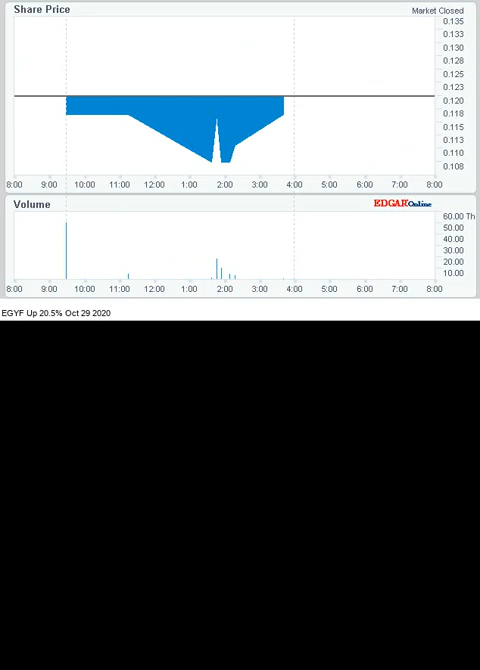 Share Price
Market Closed
0.135
0.133
0.130
0.128
0.125
0.123
0.120
0.118
0.115
0.113
0.110
0.108
8:00 9:00 10:00 11:00 12:00 1:00 2:00 3:00 4:00 5:00 6:00 7:00 8:00
Volume
EDGAROnline
60.00 Th
50.00
40.00
30.00
20.00
10.00
8:00 9:00 10:00 11:00 12:00 1:00 2:00 3:00 4:00 5:00 6:00 7:00 8:00
EGYF Up 20.5% Oct 29 2020